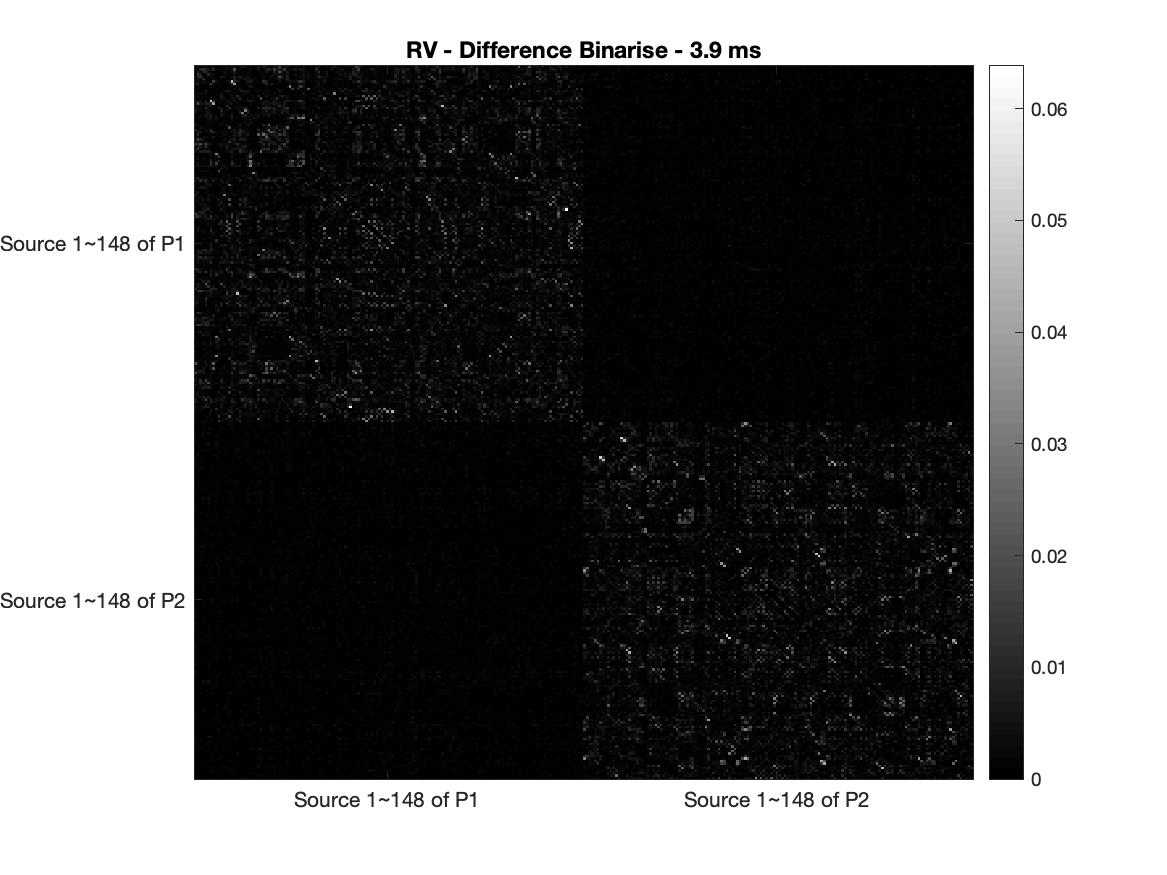 RV - Difference Binarise - 3.9 ms
0.06
0.05
Source 1~148 of P1
0.04
0.03
0.02
Source 1~148 of P2
0.01
0
Source 1~148 of P1
Source 1~148 of P2